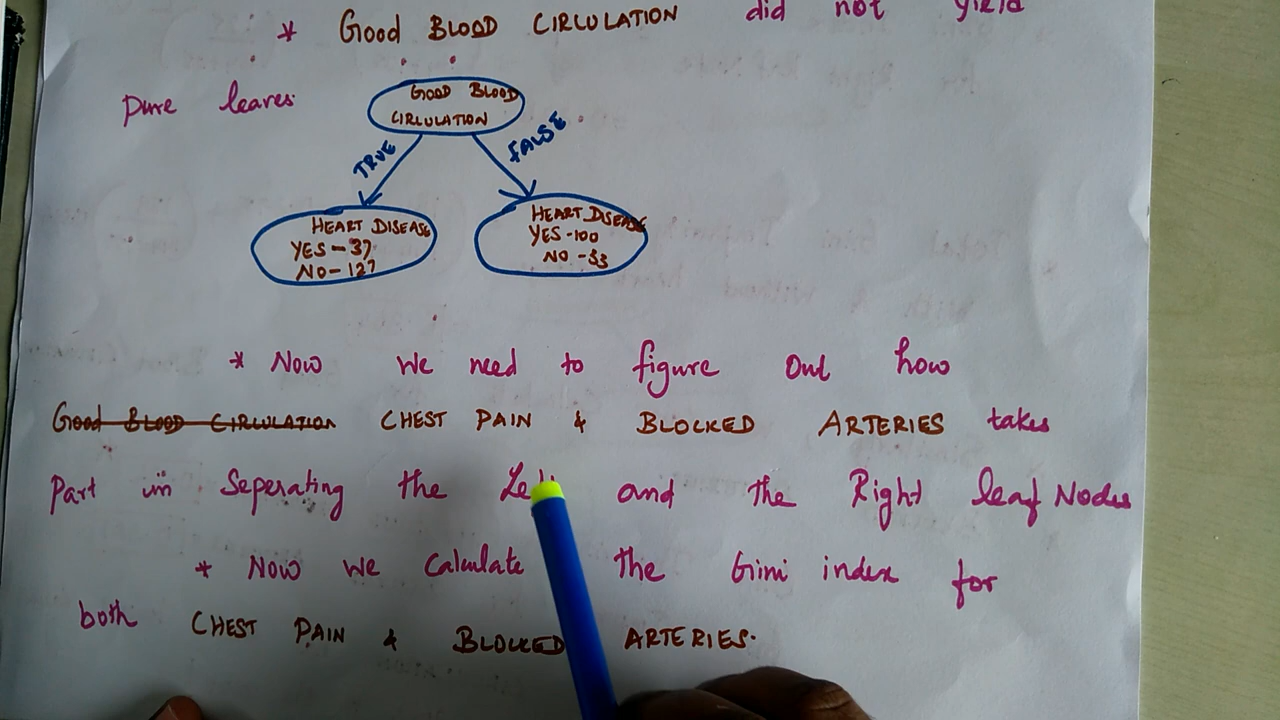 * Good BLOOD CIRCULATION did not yield
pure leaves
GOOD BLOOD
CIRCULATION
TRUE
FALSE
HEART DISEASE
YES - 37
NO - 127
HEART DISEASE
YES - 100
NO - 33
* Now we need to figure out how
Good BLOOD CIRCULATION CHEST PAIN & BLOCKED ARTERIES takes
Part in Seperating the and the Right leaf Nodes
* Now we Calculate the Gini index for
both CHEST PAIN & BLOCKED ARTERIES.